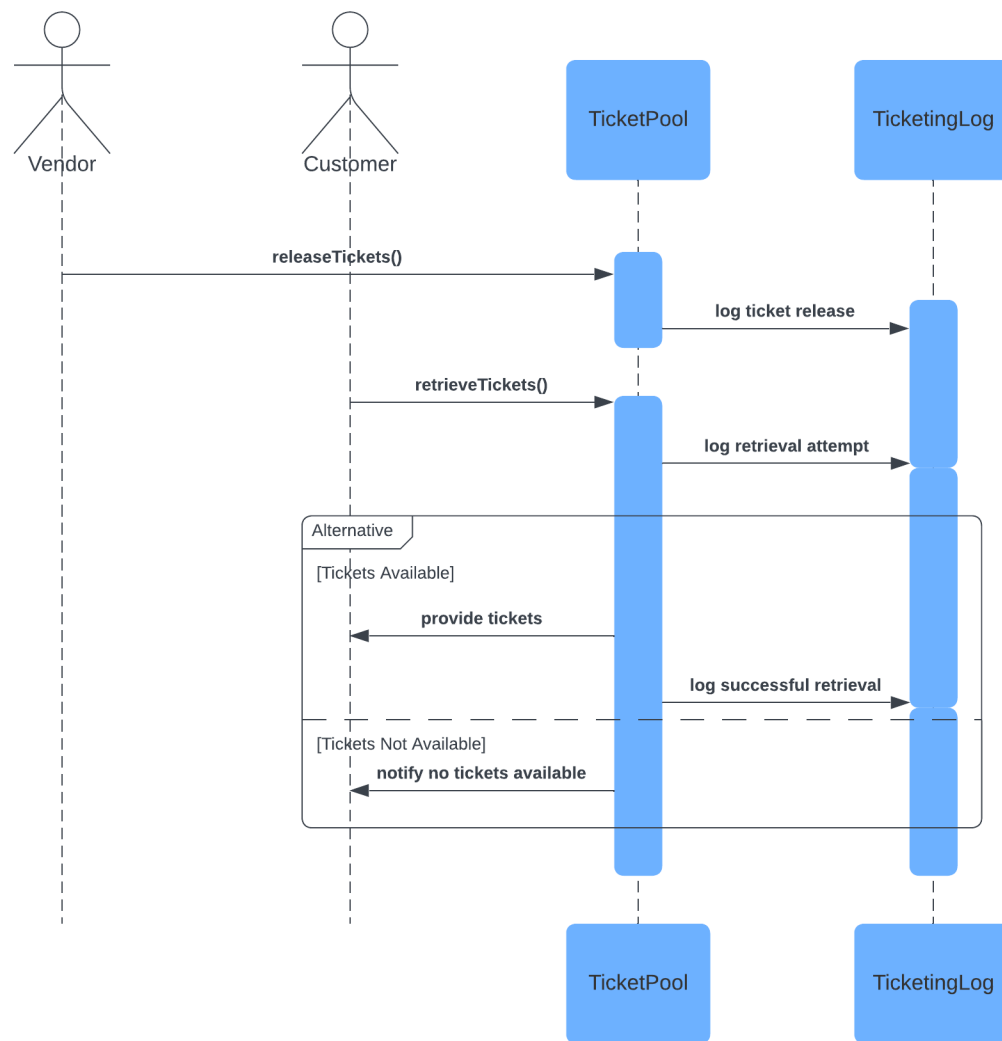 Vendor
Customer
TicketPool
TicketingLog
releaseTickets()
log ticket release
retrieveTickets()
log retrieval attempt
Alternative
[Tickets Available]
provide tickets
log successful retrieval
[Tickets Not Available]
notify no tickets available
TicketPool
TicketingLog